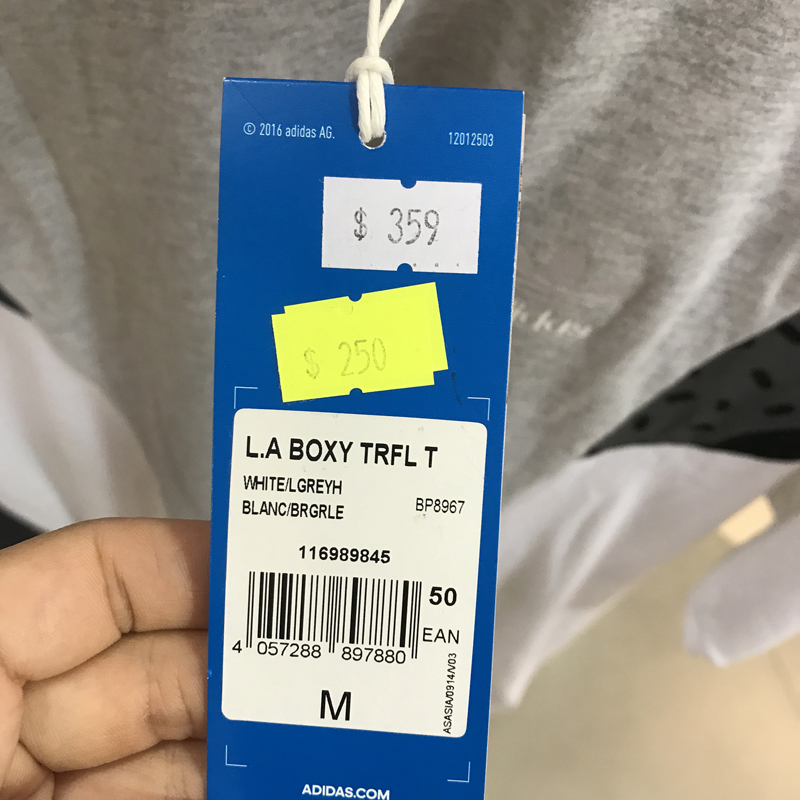 © 2016 adidas AG.
12012503
$ 359
$ 250
L.A BOXY TRFL T
WHITE/LGREYH
BLANC/BRGRLE
BP8967
116989845
50
EAN
4 057288 897880
M
ASASIA/0914/V03
ADIDAS.COM